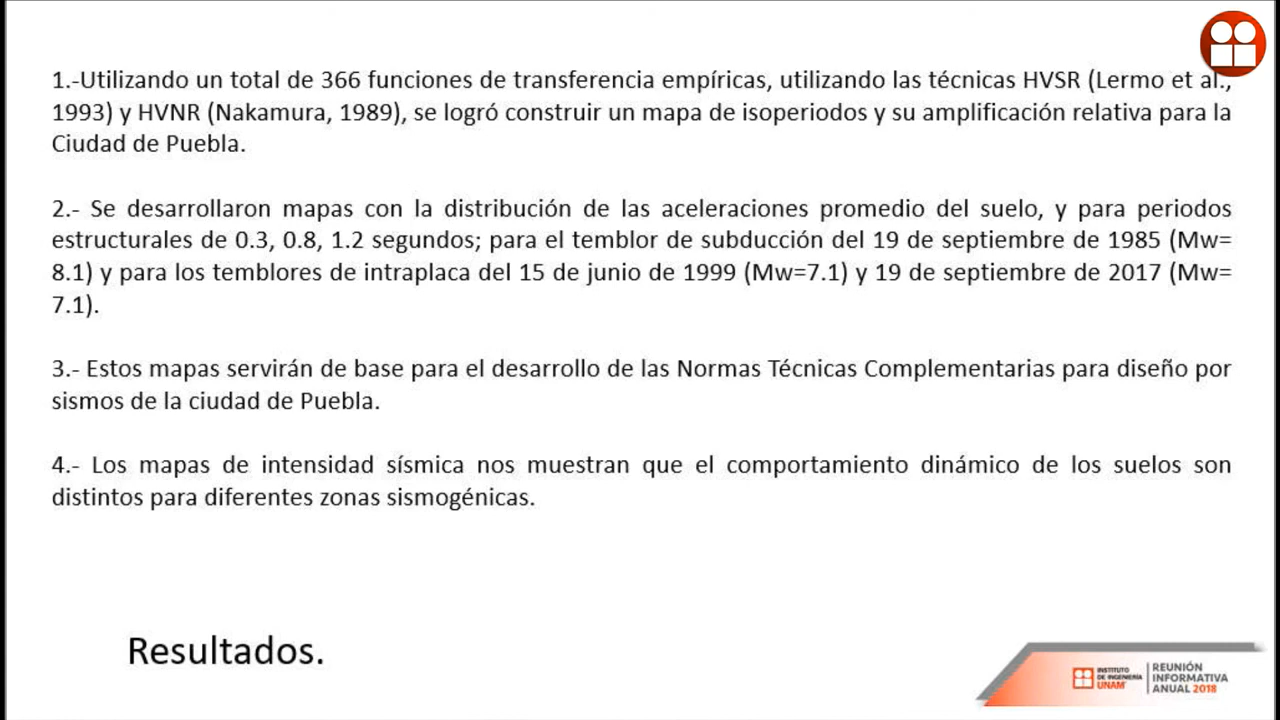 1.-Utilizando un total de 366 funciones de transferencia empíricas, utilizando las técnicas HVSR (Lermo et al.,
1993) y HVNR (Nakamura, 1989), se logró construir un mapa de isoperiodos y su amplificación relativa para la
Ciudad de Puebla.
2.- Se desarrollaron mapas con la distribución de las aceleraciones promedio del suelo, y para periodos
estructurales de 0.3, 0.8, 1.2 segundos; para el temblor de subducción del 19 de septiembre de 1985 (Mw=
8.1) y para los temblores de intraplaca del 15 de junio de 1999 (Mw=7.1) y 19 de septiembre de 2017 (Mw=
7.1).
3.- Estos mapas servirán de base para el desarrollo de las Normas Técnicas Complementarias para diseño por
sismos de la ciudad de Puebla.
4.- Los mapas de intensidad sísmica nos muestran que el comportamiento dinámico de los suelos son
distintos para diferentes zonas sismogénicas.
Resultados.
INSTITUTO
DE INGENIERÍA
UNAM
REUNIÓN
INFORMATIVA
ANUAL 2018